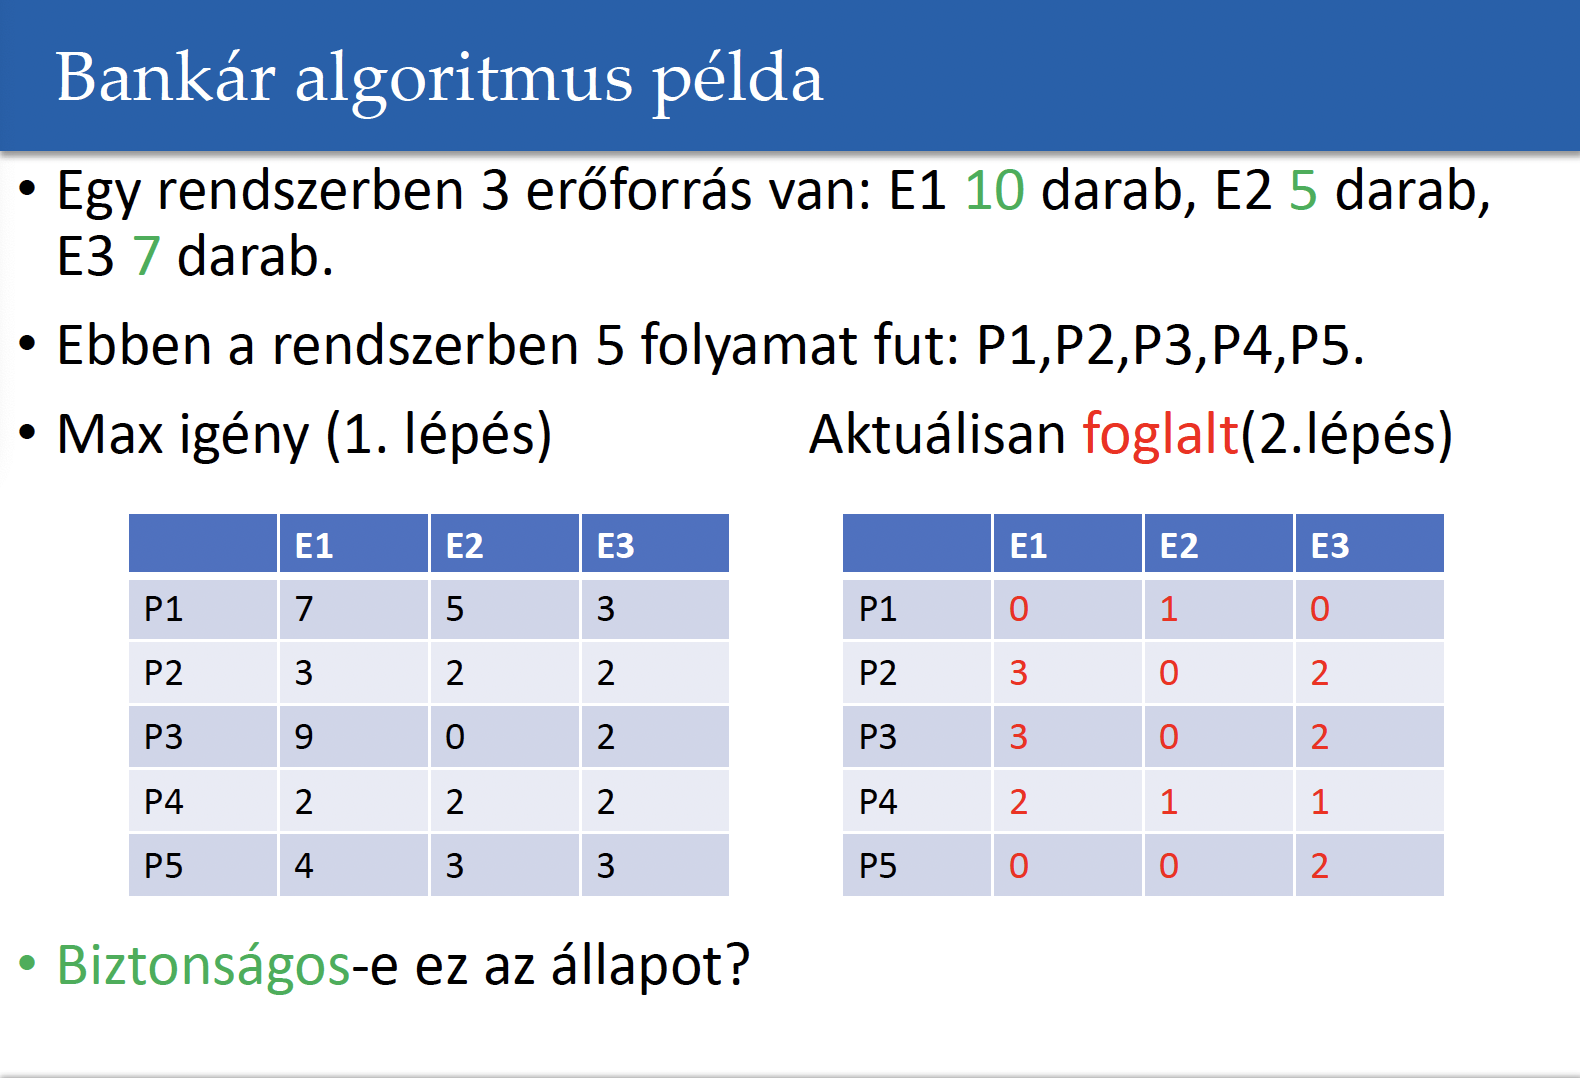 Bankár algoritmus példa
• Egy rendszerben 3 erőforrás van: E1 10 darab, E2 5 darab,
E3 7 darab.
• Ebben a rendszerben 5 folyamat fut: P1,P2,P3,P4,P5.
• Max igény (1. lépés) Aktuálisan foglalt(2.lépés)
E1 E2 E3 E1 E2 E3
P1 7 5 3 P1 0 1 0
P2 3 2 2 P2 3 0 2
P3 9 0 2 P3 3 0 2
P4 2 2 2 P4 2 1 1
P5 4 3 3 P5 0 0 2
• Biztonságos-e ez az állapot?